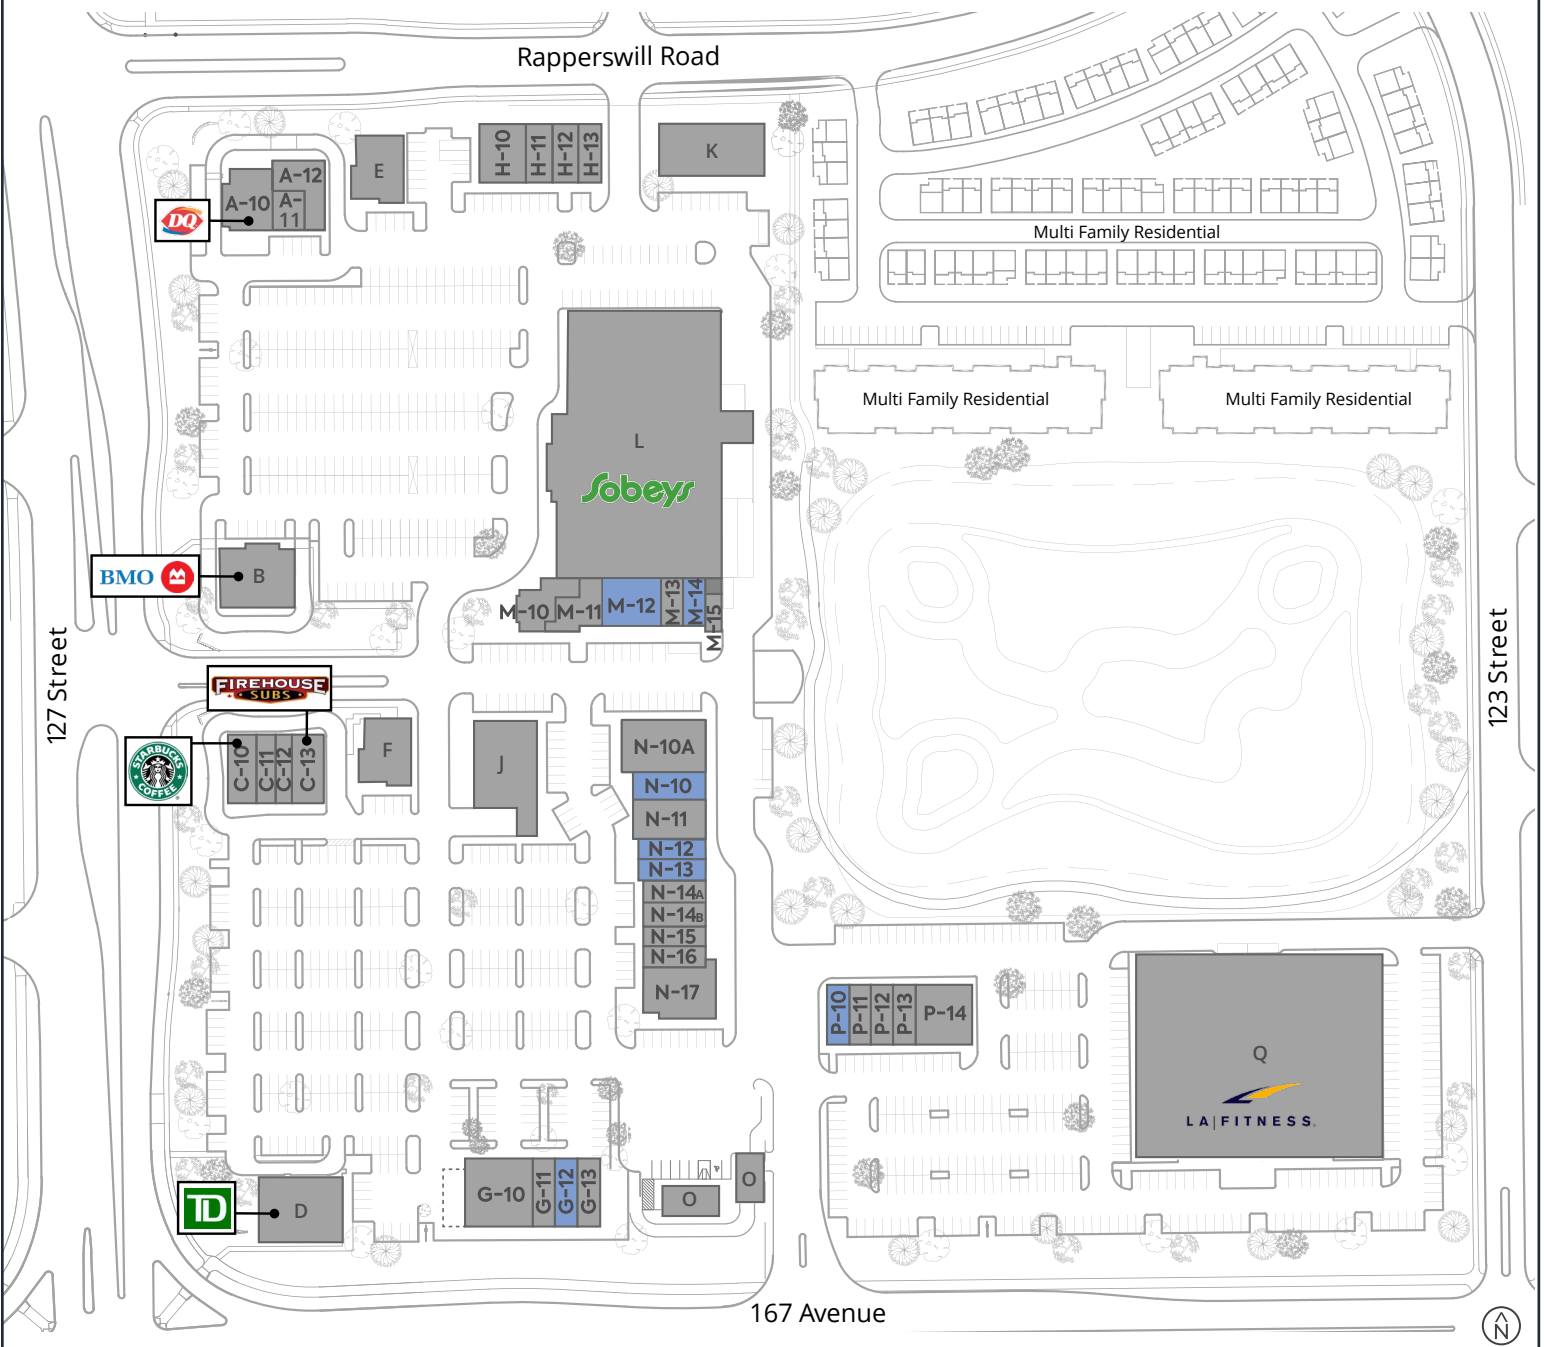 Rapperswill Road
H-10
H-11
H-12
H-13
K
E
A-12
A-10
A-
11
DQ
Multi Family Residential
Multi Family Residential
Multi Family Residential
L
Sobeys
BMO
B
M-10
M-11
M-12
M-13
M-14
M-15
127 Street
123 Street
FIREHOUSE
SUBS
STARBUCKS
COFFEE
C-10
C-11
C-12
C-13
F
J
N-10A
N-10
N-11
N-12
N-13
N-14A
N-14B
N-15
N-16
N-17
P-10
P-11
P-12
P-13
P-14
Q
LA|FITNESS.
TD
D
G-10
G-11
G-12
G-13
O
O
167 Avenue
N